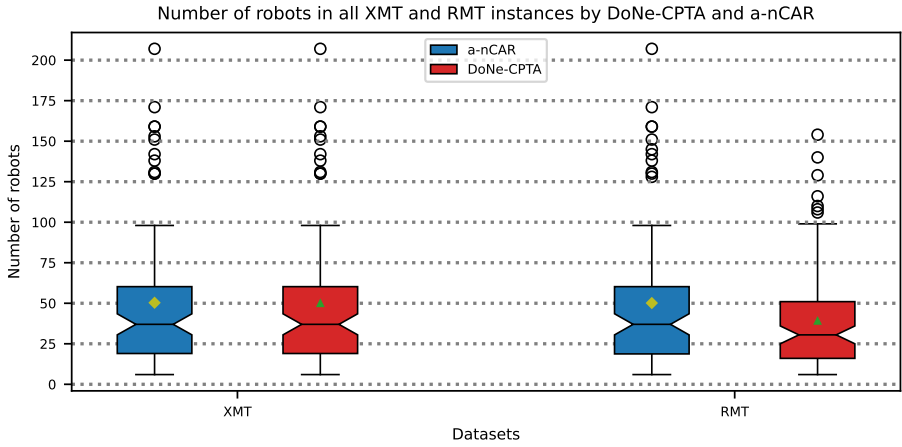 Number of robots in all XMT and RMT instances by DoNe-CPTA and a-nCAR
a-nCAR
DoNe-CPTA
Number of robots
200
175
150
125
100
75
50
25
0
XMT
RMT
Datasets